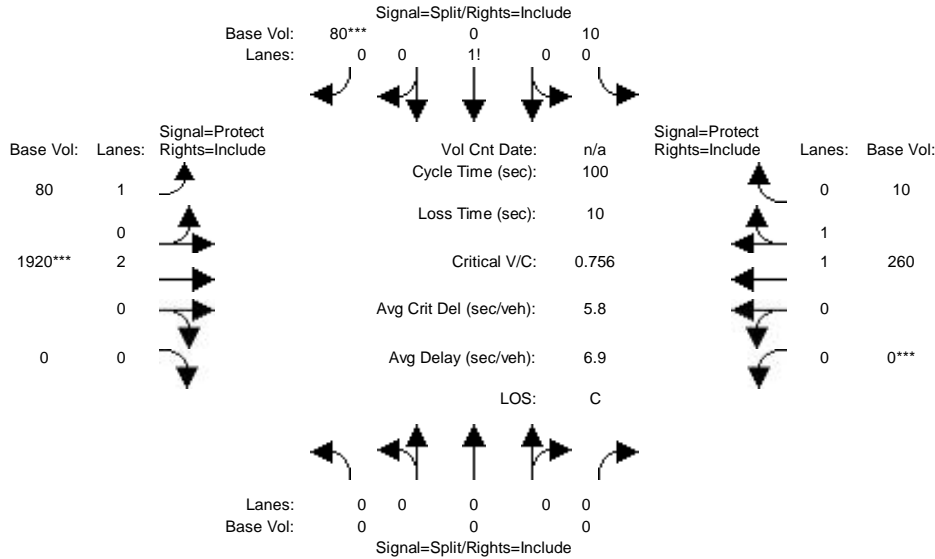 Signal=Split/Rights=Include
Base Vol: 80*** 0 10
Lanes: 0 0 1! 0 0
Signal=Protect Signal=Protect
Base Vol: Lanes: Rights=Include Vol Cnt Date: n/a Rights=Include Lanes: Base Vol:
Cycle Time (sec): 100
80 1 0 10
Loss Time (sec): 10
0 1
1920*** 2 Critical V/C: 0.756 1 260
0 Avg Crit Del (sec/veh): 5.8 0
0 0 Avg Delay (sec/veh): 6.9 0 0***
LOS: C
Lanes: 0 0 0 0 0
Base Vol: 0 0 0
Signal=Split/Rights=Include